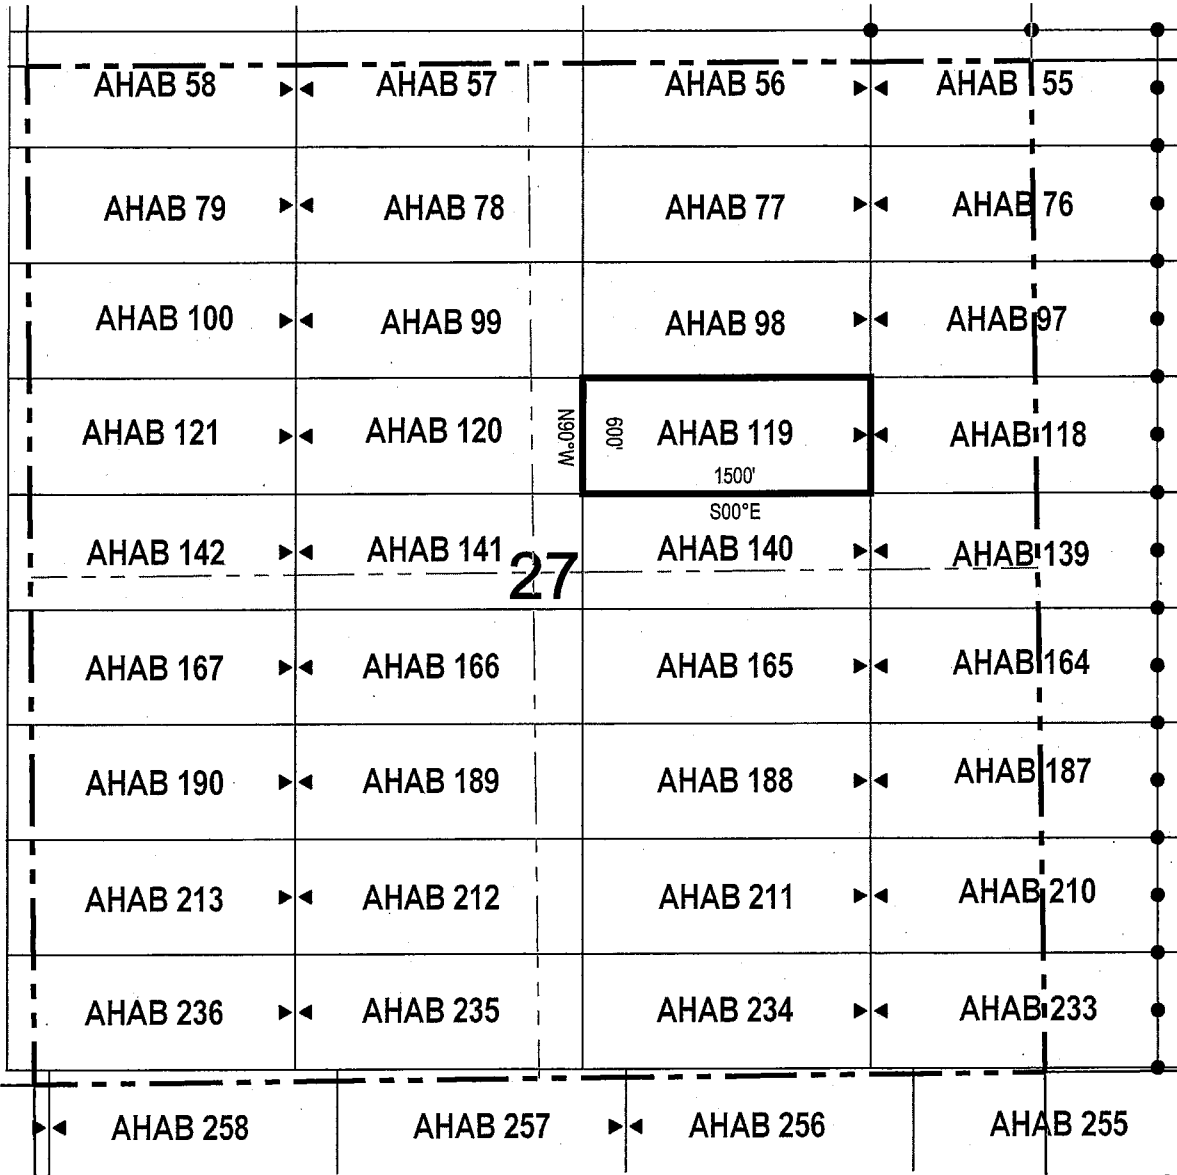 AHAB 58 AHAB 57 AHAB 56 AHAB 55
AHAB 79 AHAB 78 AHAB 77 AHAB 76
AHAB 100 AHAB 99 AHAB 98 AHAB 97
AHAB 121 AHAB 120 N90°W 600' AHAB 119 AHAB 118
1500'
S00°E
AHAB 142 AHAB 141 AHAB 140 AHAB 139
27
AHAB 167 AHAB 166 AHAB 165 AHAB 164
AHAB 190 AHAB 189 AHAB 188 AHAB 187
AHAB 213 AHAB 212 AHAB 211 AHAB 210
AHAB 236 AHAB 235 AHAB 234 AHAB 233
AHAB 258 AHAB 257 AHAB 256 AHAB 255